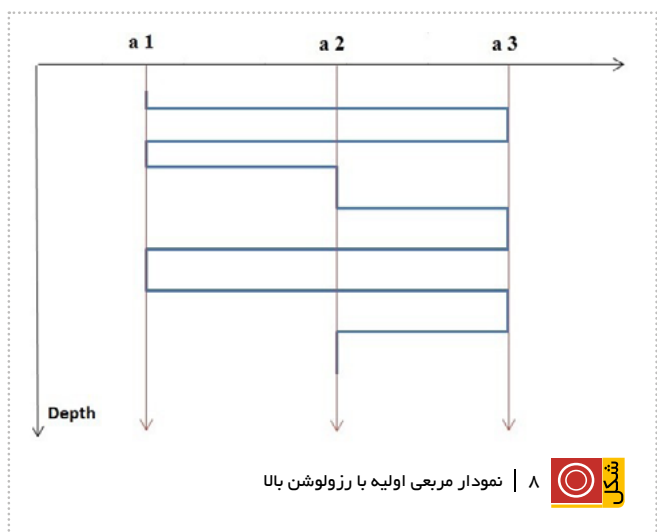 a 1 a 2 a 3
Depth
شکل ۸ | نمودار مربعی اولیه با رزولوشن بالا